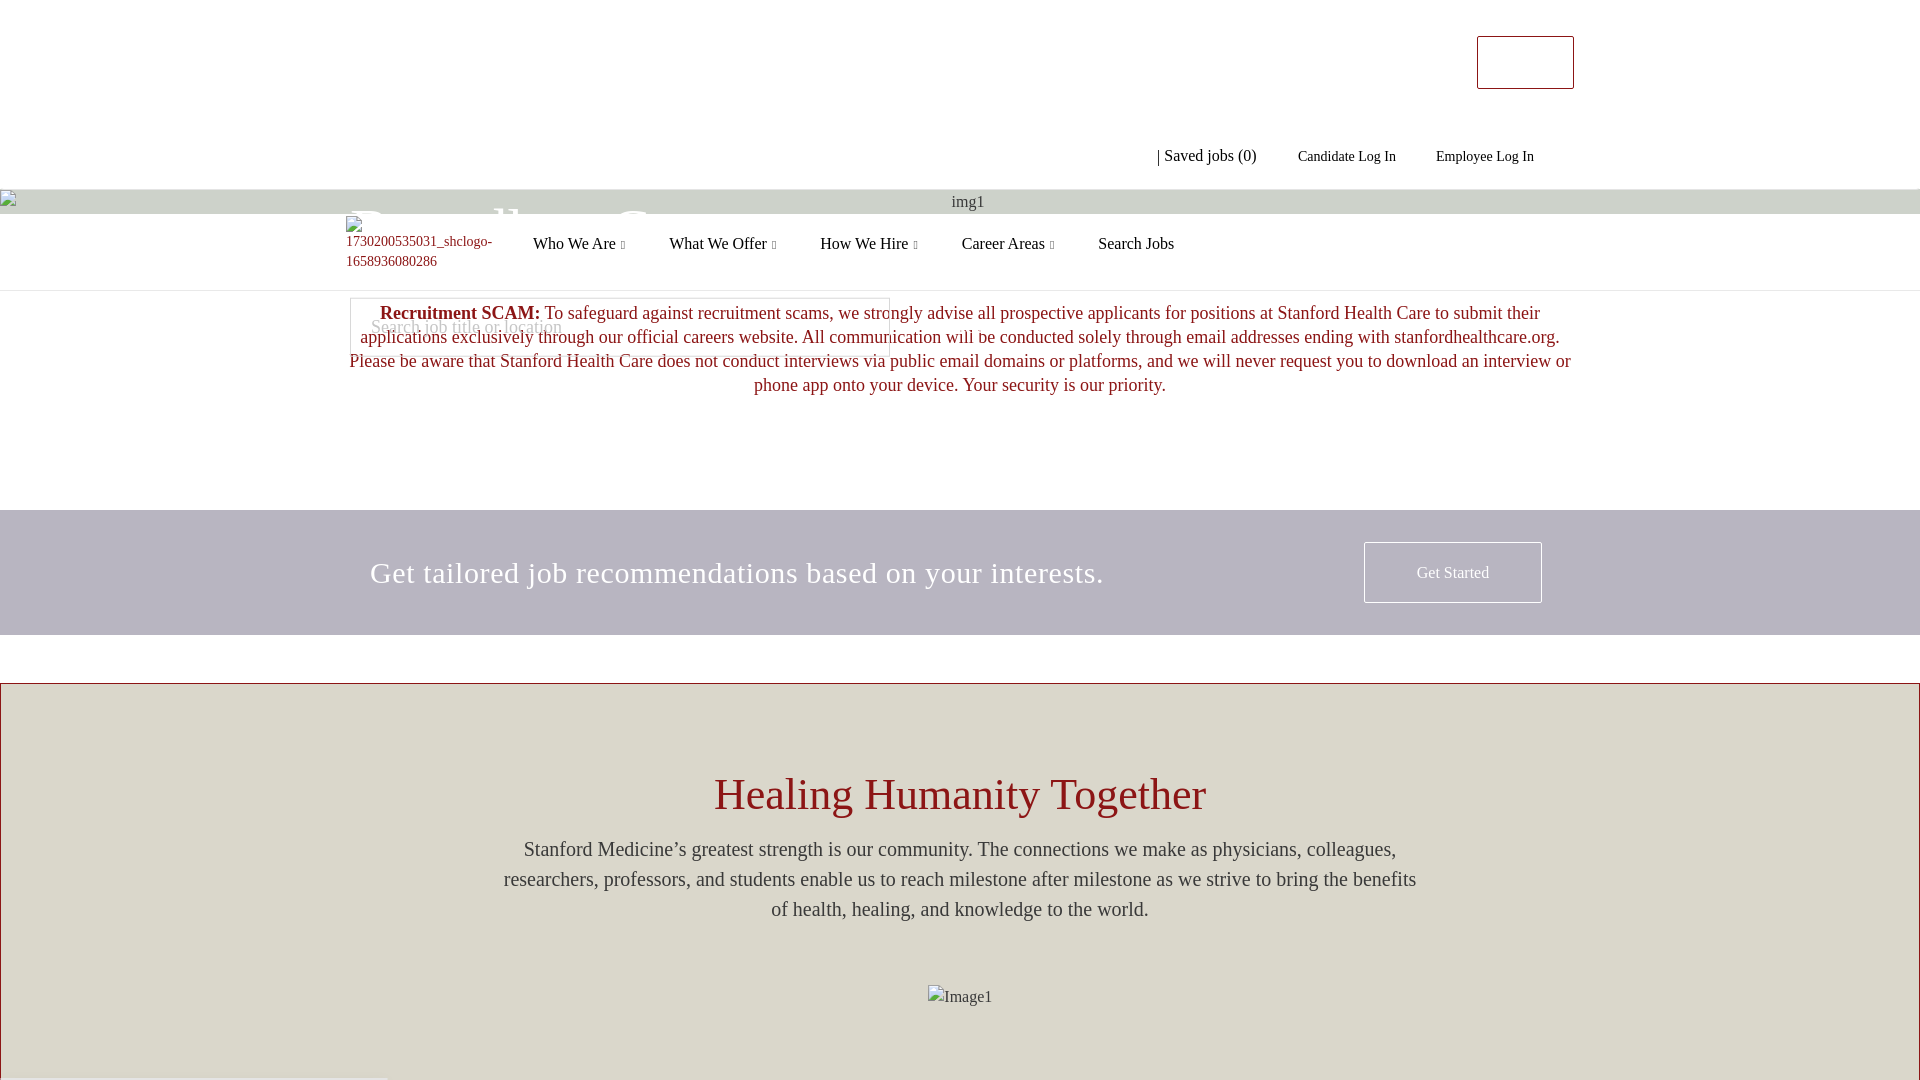 | Saved jobs (0)
Candidate Log In
Employee Log In
img1
1730200535031_shclogo-
1658936080286
Who We Are
What We Offer
How We Hire
Career Areas
Search Jobs
Search job title or location
Recruitment SCAM: To safeguard against recruitment scams, we strongly advise all prospective applicants for positions at Stanford Health Care to submit their
applications exclusively through our official careers website. All communication will be conducted solely through email addresses ending with stanfordhealthcare.org.
Please be aware that Stanford Health Care does not conduct interviews via public email domains or platforms, and we will never request you to download an interview or
phone app onto your device. Your security is our priority.
Get tailored job recommendations based on your interests.
Get Started
Healing Humanity Together
Stanford Medicine’s greatest strength is our community. The connections we make as physicians, colleagues,
researchers, professors, and students enable us to reach milestone after milestone as we strive to bring the benefits
of health, healing, and knowledge to the world.
Image1